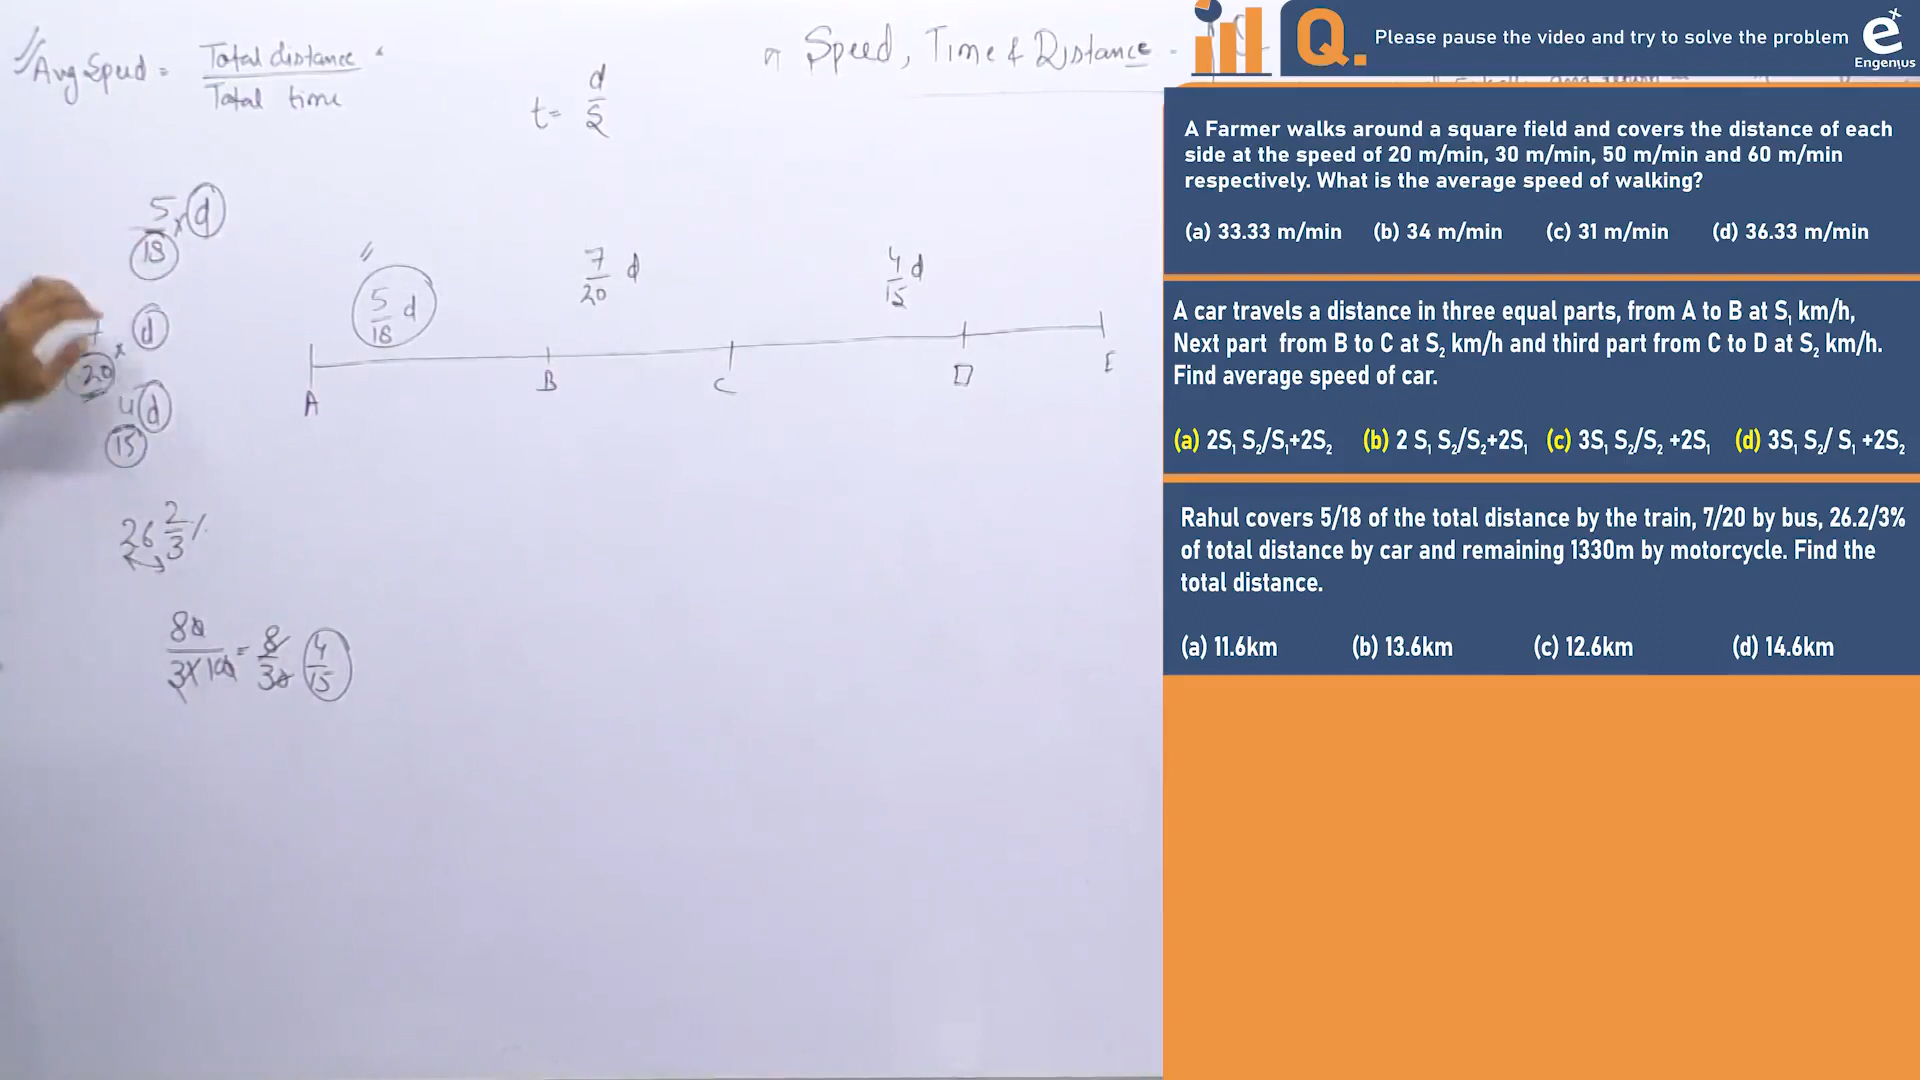 Avg Speed = Total distance
Total time
t = d
S
Speed, Time & Distance -
5 x d
18
7 x d
20
4 d
15
26 2/3 %
80
3 x 100 = 8/30 4/15
5/18 d
7/20 d
4/15 d
A B C D E
Q. Please pause the video and try to solve the problem
ex
Engenius
A Farmer walks around a square field and covers the distance of each
side at the speed of 20 m/min, 30 m/min, 50 m/min and 60 m/min
respectively. What is the average speed of walking?
(a) 33.33 m/min (b) 34 m/min (c) 31 m/min (d) 36.33 m/min
A car travels a distance in three equal parts, from A to B at S₁ km/h,
Next part from B to C at S₂ km/h and third part from C to D at S₂ km/h.
Find average speed of car.
(a) 2S₁ S₂/S₁+2S₂ (b) 2 S₁ S₂/S₂+2S₁ (c) 3S₁ S₂/S₂ +2S₁ (d) 3S₁ S₂/ S₁ +2S₂
Rahul covers 5/18 of the total distance by the train, 7/20 by bus, 26.2/3%
of total distance by car and remaining 1330m by motorcycle. Find the
total distance.
(a) 11.6km (b) 13.6km (c) 12.6km (d) 14.6km